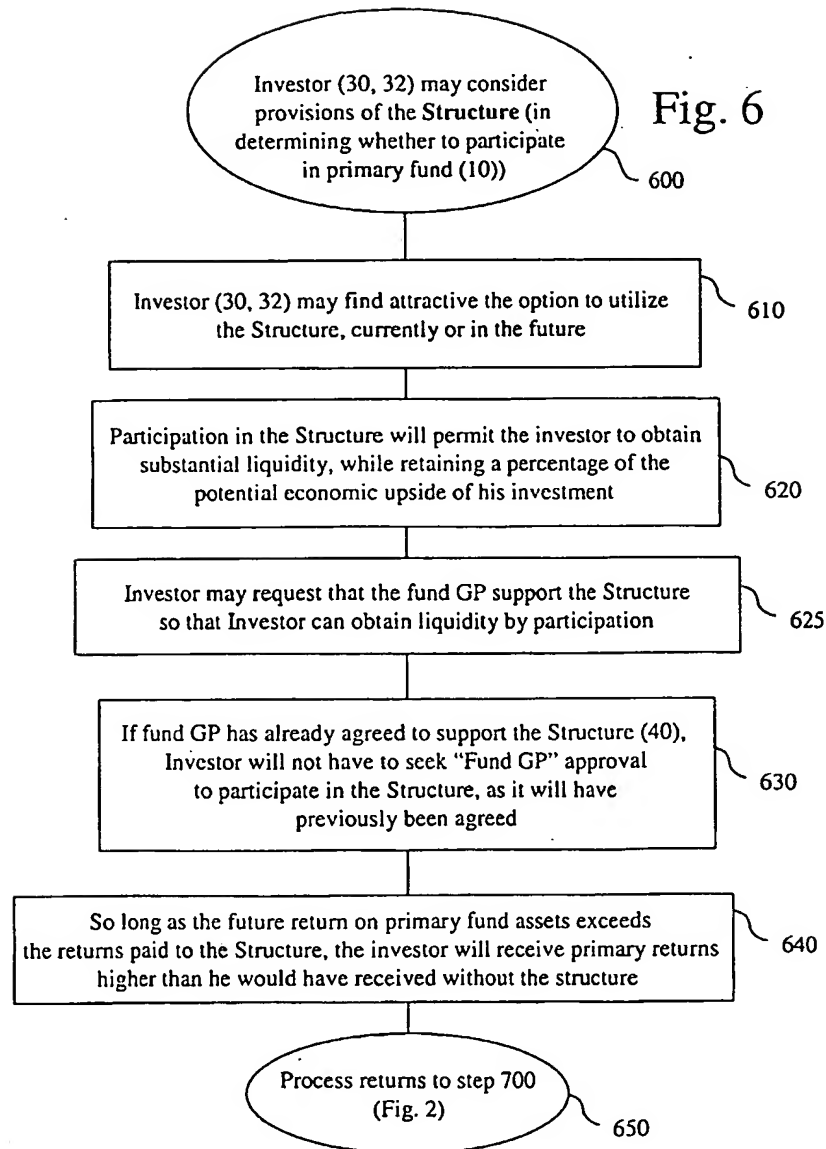 Fig. 6
Investor (30, 32) may consider
provisions of the Structure (in
determining whether to participate
in primary fund (10))
600
Investor (30, 32) may find attractive the option to utilize
the Structure, currently or in the future
610
Participation in the Structure will permit the investor to obtain
substantial liquidity, while retaining a percentage of the
potential economic upside of his investment
620
Investor may request that the fund GP support the Structure
so that Investor can obtain liquidity by participation
625
If fund GP has already agreed to support the Structure (40),
Investor will not have to seek “Fund GP” approval
to participate in the Structure, as it will have
previously been agreed
630
So long as the future return on primary fund assets exceeds
the returns paid to the Structure, the investor will receive primary returns
higher than he would have received without the structure
640
Process returns to step 700
(Fig. 2)
650